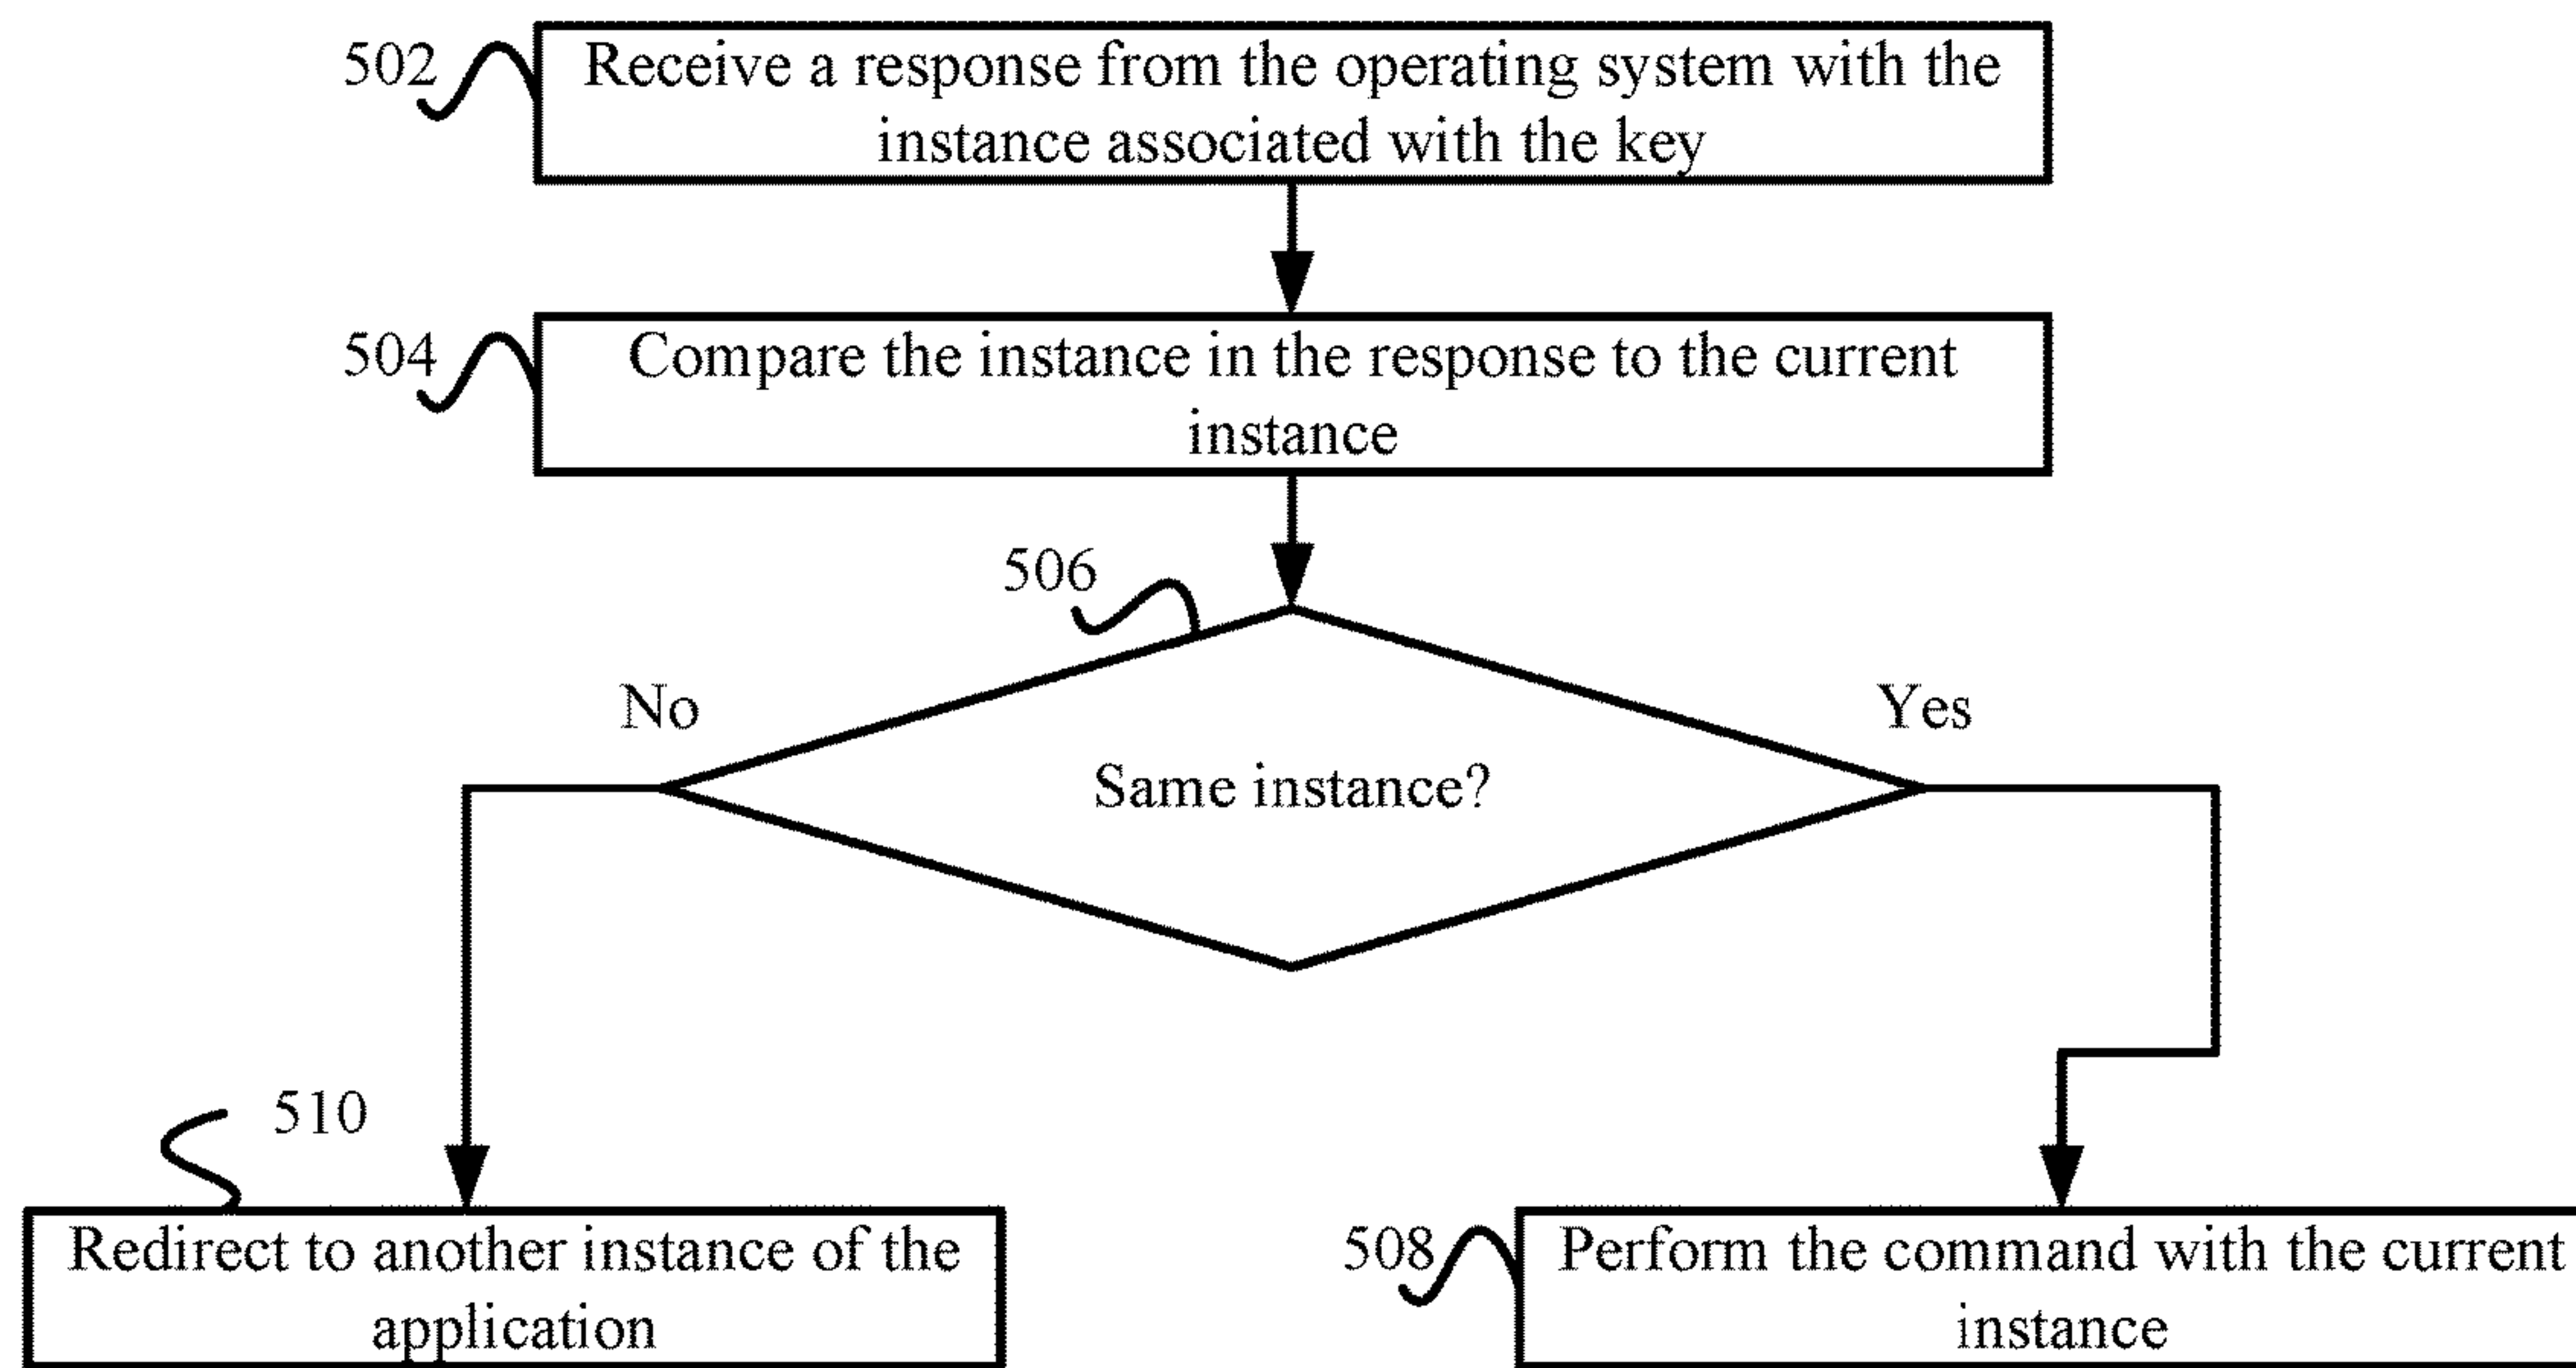 502
Receive a response from the operating system with the
instance associated with the key
504
Compare the instance in the response to the current
instance
506
No
Yes
Same instance?
510
Redirect to another instance of the
application
508
Perform the command with the current
instance